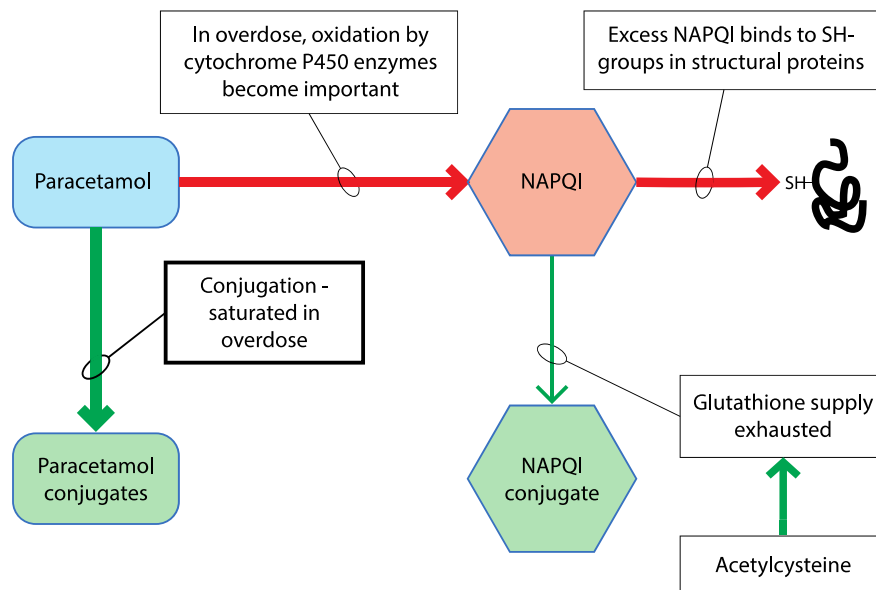 In overdose, oxidation by
cytochrome P450 enzymes
become important
Excess NAPQI binds to SH-
groups in structural proteins
Paracetamol
NAPQI
SH
Conjugation -
saturated in
overdose
Glutathione supply
exhausted
Paracetamol
conjugates
NAPQI
conjugate
Acetylcysteine